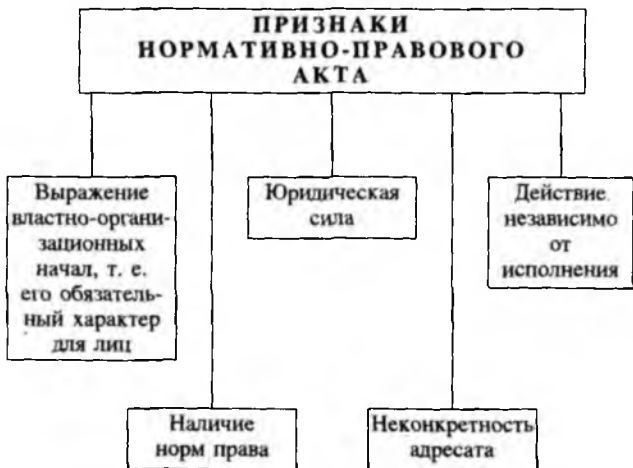 ПРИЗНАКИ
НОРМАТИВНО-ПРАВОВОГО
АКТА
Выражение
властно-органи-
зационных
начал, т. е.
его обязатель-
ный характер
для лиц
Юридическая
сила
Действие
независимо
от
исполнения
Наличие
норм права
Неконкретность
адресата